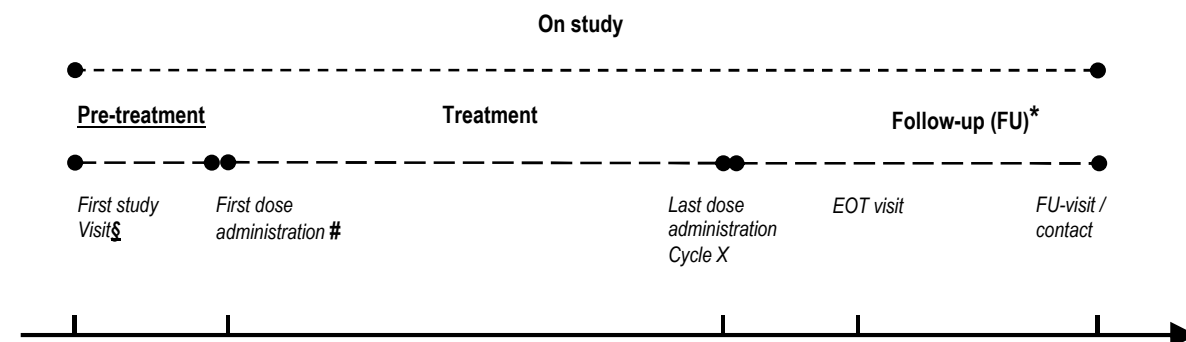 On study
Pre-treatment
Treatment
Follow-up (FU)*
First study
Visit§
First dose
administration #
Last dose
administration
Cycle X
EOT visit
FU-visit /
contact